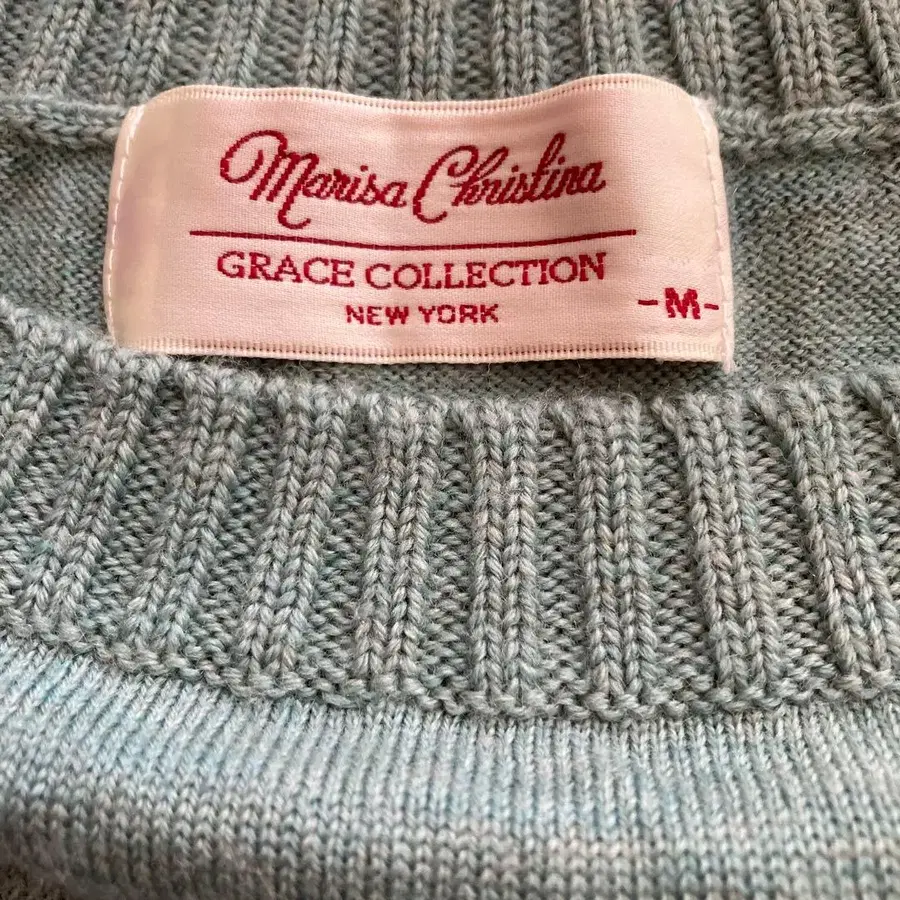 Marisa Christina
GRACE COLLECTION
NEW YORK
-M-